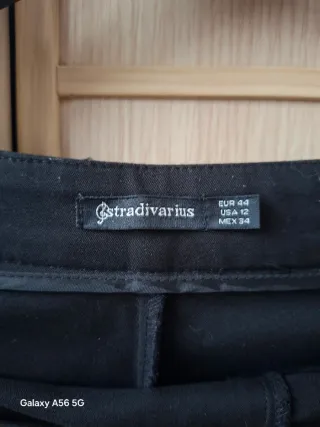 stradivarius
EUR 44
USA 12
MEX 34
Galaxy A56 5G